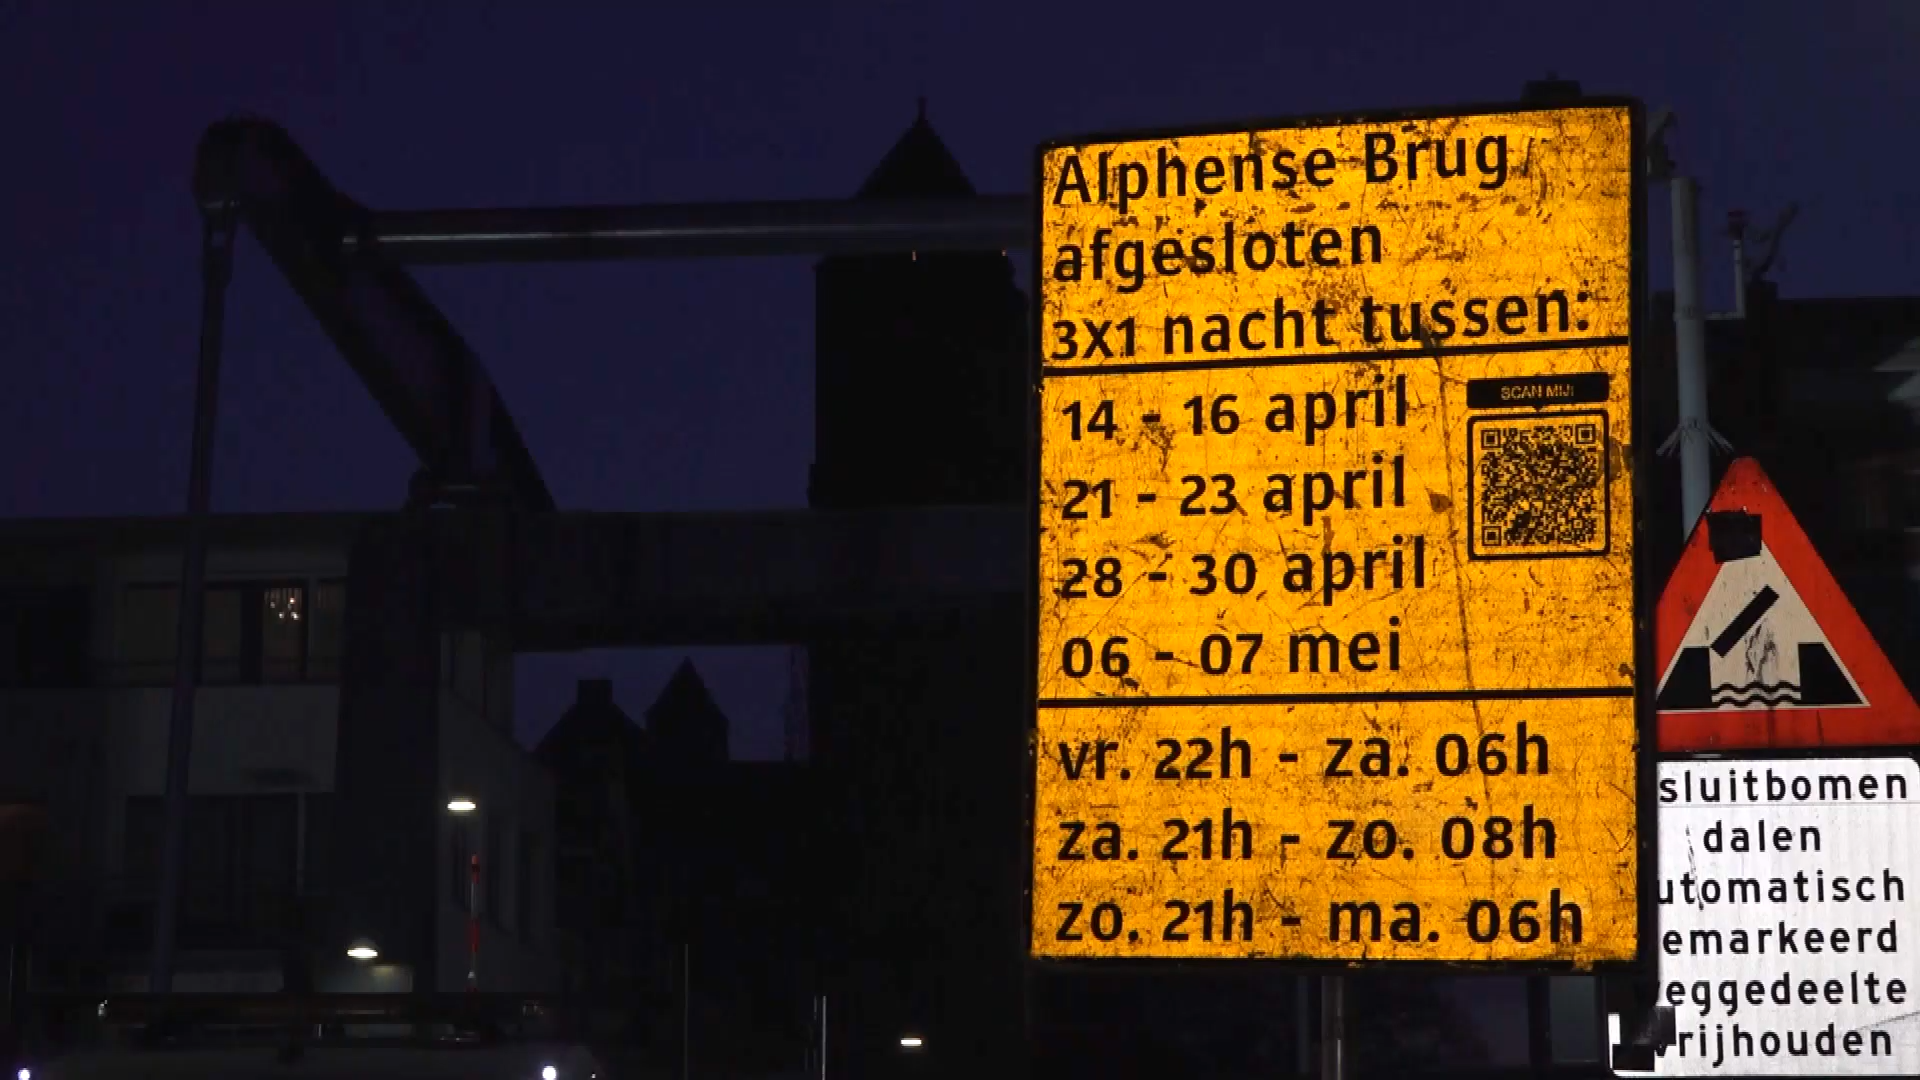 Alphense Brug
afgesloten
3X1 nacht tussen:
14 - 16 april
21 - 23 april
28 - 30 april
06 - 07 mei
SCAN MIJ!
vr. 22h - za. 06h
za. 21h - zo. 08h
zo. 21h - ma. 06h
sluitbomen
dalen
utomatisch
emarkeerd
eggedeelte
vrijhouden